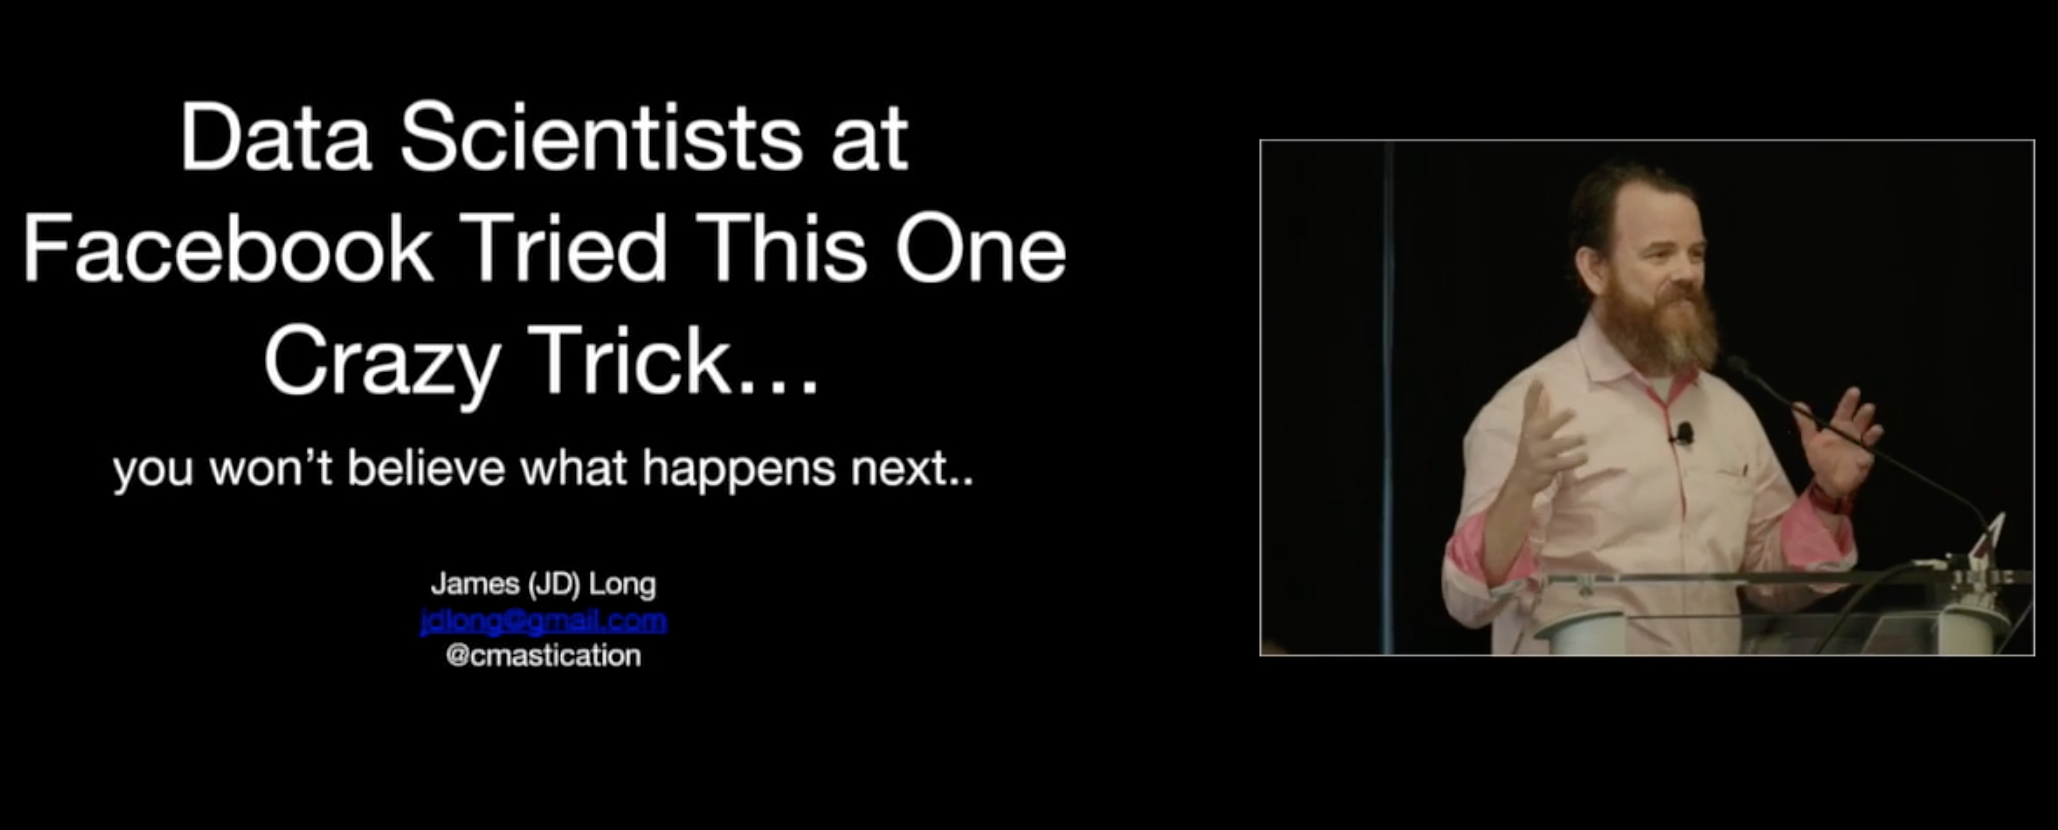 Data Scientists at
Facebook Tried This One
Crazy Trick…
you won’t believe what happens next..
James (JD) Long
jdlong@gmail.com
@cmastication